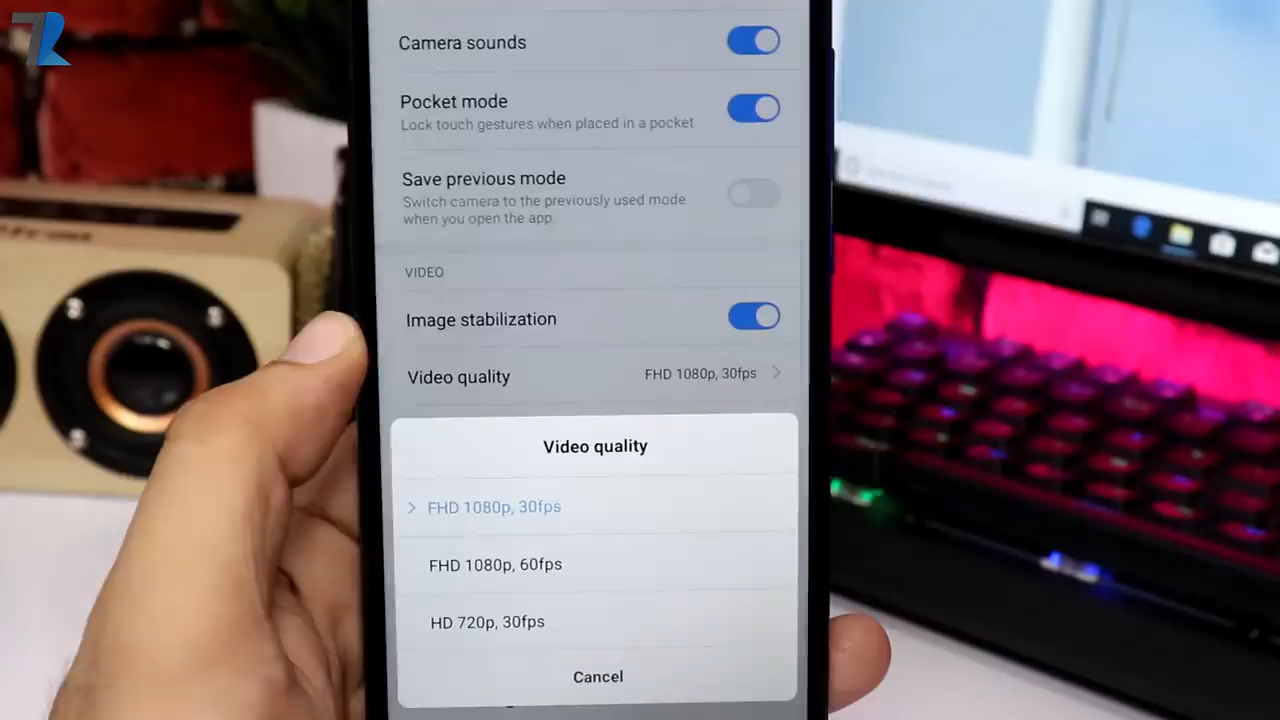 Camera sounds
Pocket mode
Lock touch gestures when placed in a pocket
Save previous mode
Switch camera to the previously used mode
when you open the app.
VIDEO
Image stabilization
Video quality
FHD 1080p, 30fps
Video quality
FHD 1080p, 30fps
FHD 1080p, 60fps
HD 720p, 30fps
Cancel